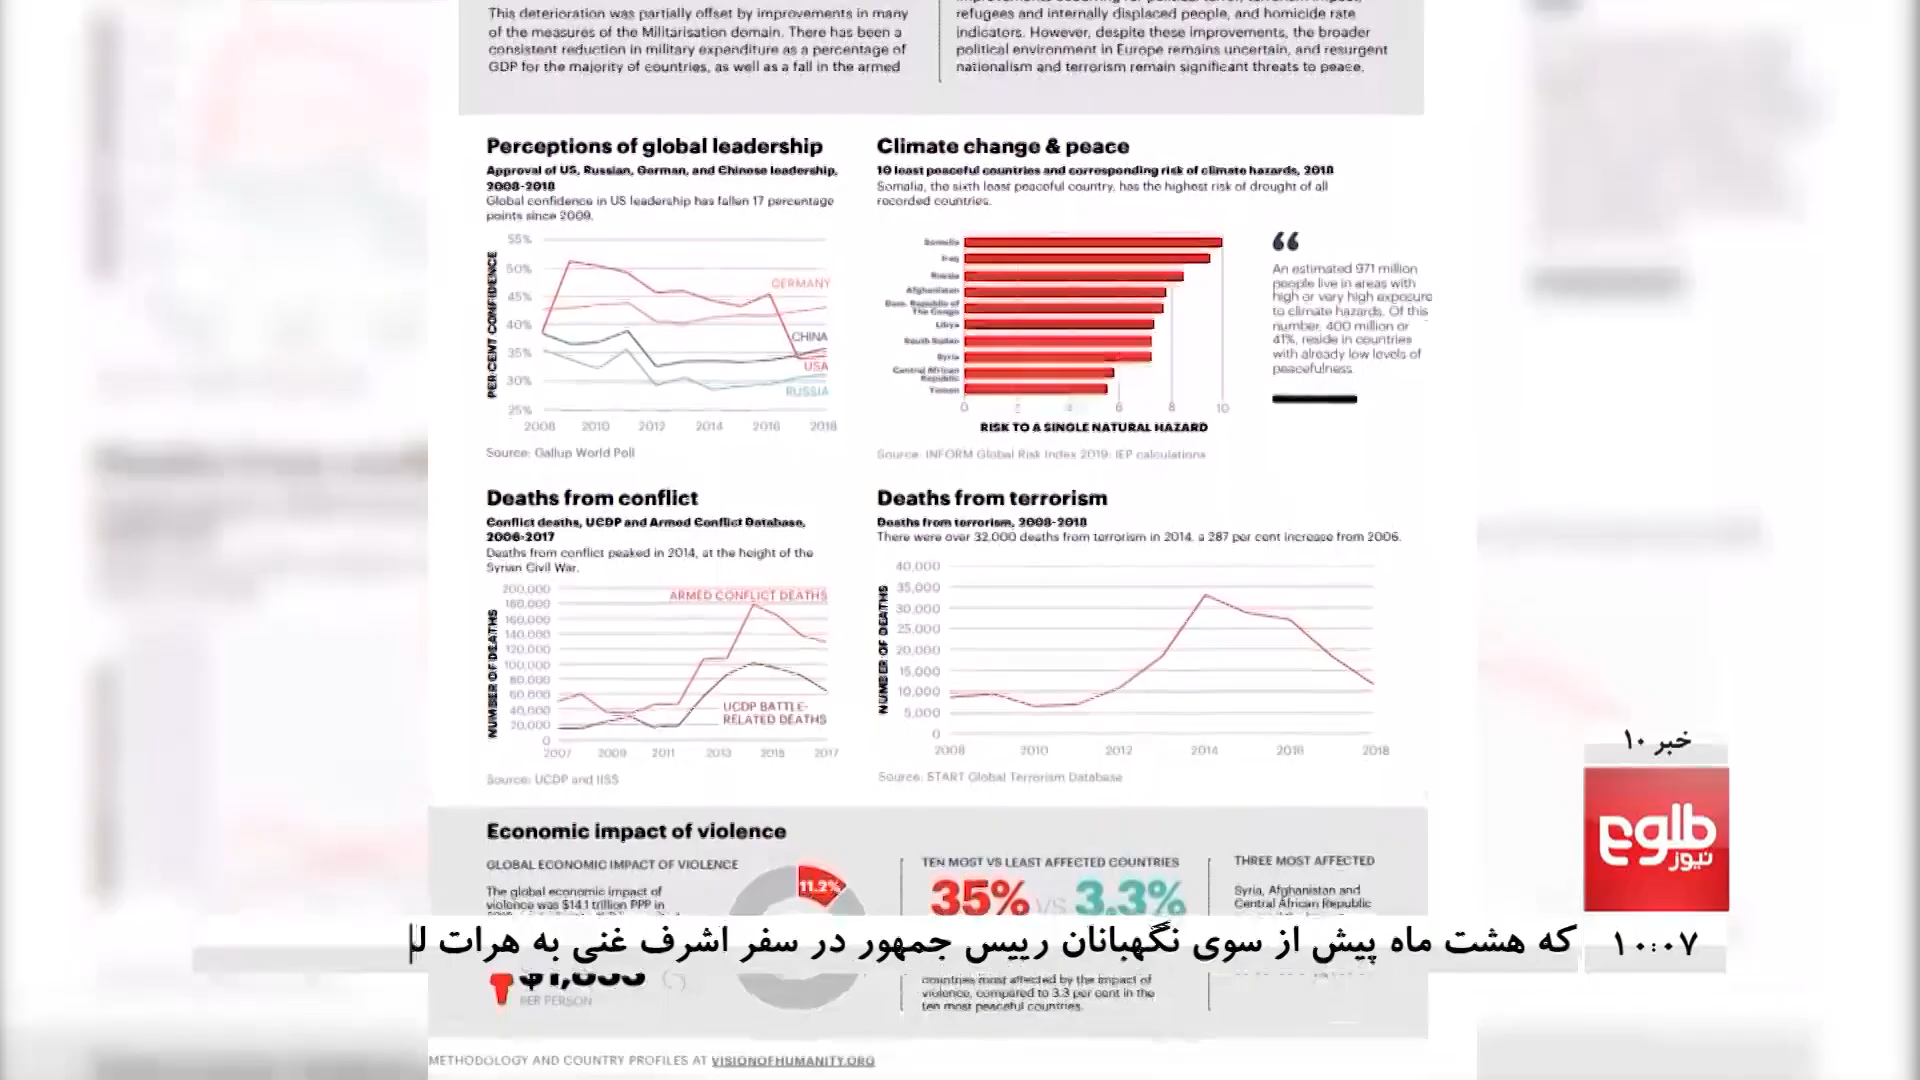 This deterioration was partially offset by improvements in many
of the measures of the Militarisation domain. There has been a
consistent reduction in military expenditure as a percentage of
GDP for the majority of countries, as well as a fall in the armed
refugees and internally displaced people, and homicide rate
indicators. However, despite these improvements, the broader
political environment in Europe remains uncertain, and resurgent
nationalism and terrorism remain significant threats to peace.
Perceptions of global leadership
Approval of US, Russian, German, and Chinese leadership,
2008-2018
Global confidence in US leadership has fallen 17 percentage
points since 2009.
PERCENT CONFIDENCE
55%
50%
45%
40%
35%
30%
25%
GERMANY
CHINA
USA
RUSSIA
2008 2010 2012 2014 2016 2018
Source: Gallup World Poll
Climate change & peace
10 least peaceful countries and corresponding risk of climate hazards, 2018
Somalia, the sixth least peaceful country, has the highest risk of drought of all
recorded countries.
Somalia
Iraq
Russia
Afghanistan
Dem. Republic of
The Congo
Libya
South Sudan
Syria
Central African
Republic
Yemen
0 2 4 6 8 10
RISK TO A SINGLE NATURAL HAZARD
Source: INFORM Global Risk Index 2019; IEP calculations
“
An estimated 971 million
people live in areas with
high or very high exposure
to climate hazards. Of this
number, 400 million or
41%, reside in countries
with already low levels of
peacefulness.
Deaths from conflict
Conflict deaths, UCDP and Armed Conflict Database,
2006-2017
Deaths from conflict peaked in 2014, at the height of the
Syrian Civil War.
NUMBER OF DEATHS
200,000
180,000
160,000
140,000
120,000
100,000
80,000
60,000
40,000
20,000
0
ARMED CONFLICT DEATHS
UCDP BATTLE-
RELATED DEATHS
2007 2009 2011 2013 2015 2017
Source: UCDP and IISS
Deaths from terrorism
Deaths from terrorism, 2008-2018
There were over 32,000 deaths from terrorism in 2014, a 287 per cent increase from 2006.
NUMBER OF DEATHS
40,000
35,000
30,000
25,000
20,000
15,000
10,000
5,000
0
2008 2010 2012 2014 2016 2018
Source: START Global Terrorism Database
Economic impact of violence
GLOBAL ECONOMIC IMPACT OF VIOLENCE
The global economic impact of
violence was $14.1 trillion PPP in
11.2%
PER PERSON
TEN MOST VS LEAST AFFECTED COUNTRIES
35% VS 3.3%
countries most affected by the impact of
violence, compared to 3.3 per cent in the
ten most peaceful countries.
THREE MOST AFFECTED
Syria, Afghanistan and
Central African Republic
METHODOLOGY AND COUNTRY PROFILES AT VISIONOFHUMANITY.ORG
خبر ۱۰
طلوع
نیوز
۱۰:۰۷
که هشت ماه پیش از سوی نگهبانان رییس جمهور در سفر اشرف غنی به هرات